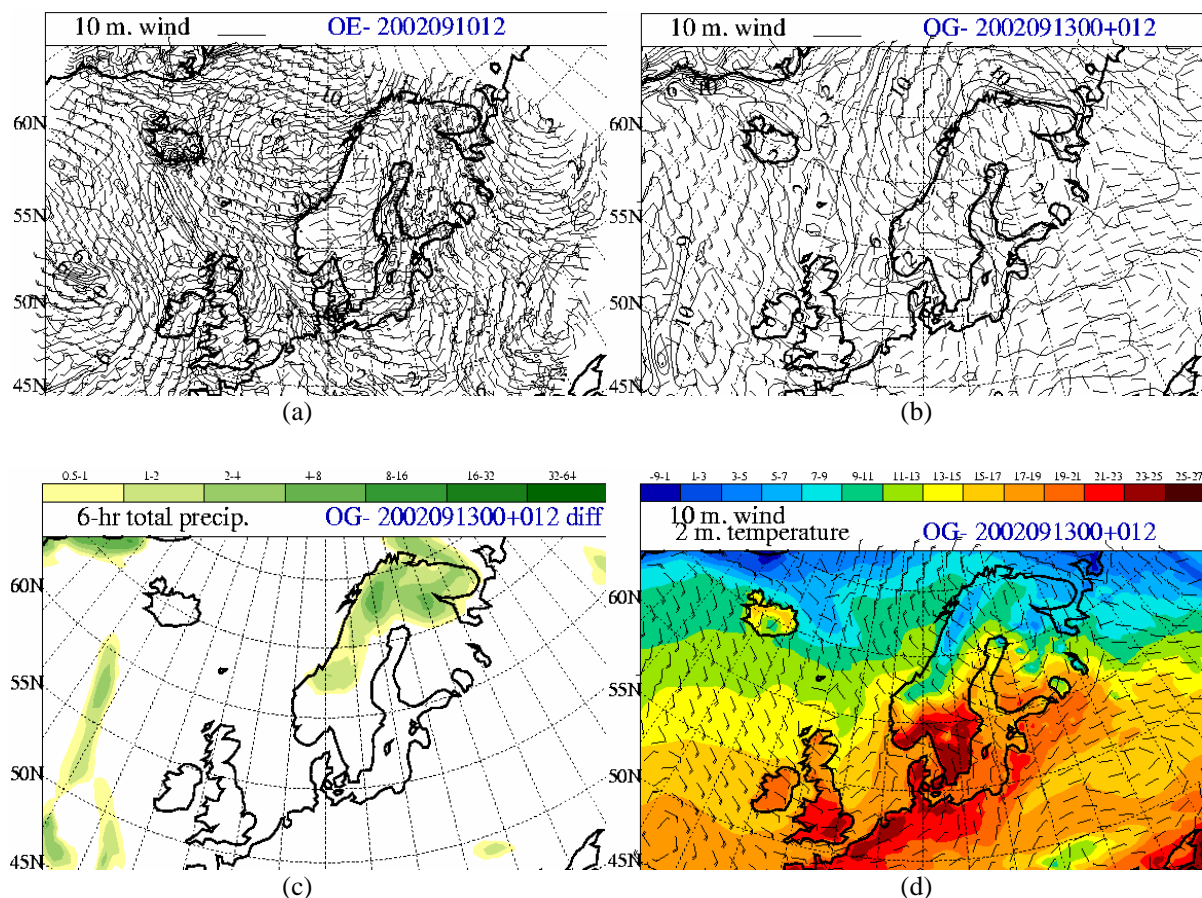 10 m. wind OE- 2002091012
60N
55N
50N
45N
(a)
10 m. wind OG- 2002091300+012
60N
55N
50N
45N
(b)
0.5-1 1-2 2-4 4-8 8-16 16-32 32-64
6-hr total precip. OG- 2002091300+012 diff
60N
55N
50N
45N
(c)
-9-1 1-3 3-5 5-7 7-9 9-11 11-13 13-15 15-17 17-19 19-21 21-23 23-25 25-27
10 m. wind
2 m. temperature OG- 2002091300+012
60N
55N
50N
45N
(d)